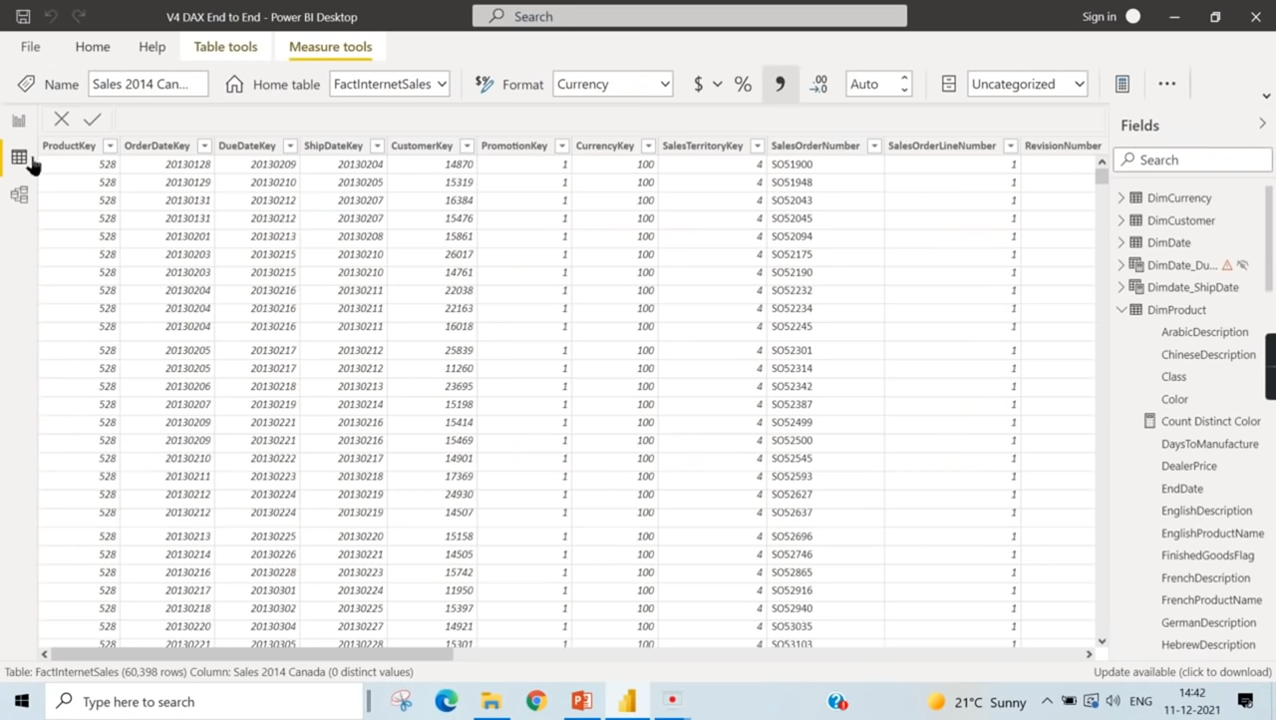 V4 DAX End to End - Power BI Desktop Search Sign in
File Home Help Table tools Measure tools
Name Sales 2014 Can... Home table FactInternetSales Format Currency $ % , .00 Auto Uncategorized ...
Fields
Search
ProductKey OrderDateKey DueDateKey ShipDateKey CustomerKey PromotionKey CurrencyKey SalesTerritoryKey SalesOrderNumber SalesOrderLineNumber RevisionNumber
528 20130128 20130209 20130204 14870 1 100 4 SO51900 1
528 20130129 20130210 20130205 15319 1 100 4 SO51948 1
528 20130131 20130212 20130207 16384 1 100 4 SO52043 1
528 20130131 20130212 20130207 15476 1 100 4 SO52045 1
528 20130201 20130213 20130208 15861 1 100 4 SO52094 1
528 20130203 20130215 20130210 26017 1 100 4 SO52175 1
528 20130203 20130215 20130210 14761 1 100 4 SO52190 1
528 20130204 20130216 20130211 22038 1 100 4 SO52232 1
528 20130204 20130216 20130211 22163 1 100 4 SO52234 1
528 20130204 20130216 20130211 16018 1 100 4 SO52245 1
528 20130205 20130217 20130212 25839 1 100 4 SO52301 1
528 20130205 20130217 20130212 11260 1 100 4 SO52314 1
528 20130206 20130218 20130213 23695 1 100 4 SO52342 1
528 20130207 20130219 20130214 15198 1 100 4 SO52387 1
528 20130209 20130221 20130216 15414 1 100 4 SO52499 1
528 20130209 20130221 20130216 15469 1 100 4 SO52500 1
528 20130210 20130222 20130217 14901 1 100 4 SO52545 1
528 20130211 20130223 20130218 17369 1 100 4 SO52593 1
528 20130212 20130224 20130219 24930 1 100 4 SO52627 1
528 20130212 20130224 20130219 14507 1 100 4 SO52637 1
528 20130213 20130225 20130220 15158 1 100 4 SO52696 1
528 20130214 20130226 20130221 14505 1 100 4 SO52746 1
528 20130216 20130228 20130223 15742 1 100 4 SO52865 1
528 20130217 20130301 20130224 11950 1 100 4 SO52916 1
528 20130218 20130302 20130225 15397 1 100 4 SO52940 1
528 20130220 20130304 20130227 14921 1 100 4 SO53035 1
528 20130221 20130305 20130228 15301 1 100 4 SO53103 1
DimCurrency
DimCustomer
DimDate
DimDate_Du...
Dimdate_ShipDate
DimProduct
ArabicDescription
ChineseDescription
Class
Color
Count Distinct Color
DaysToManufacture
DealerPrice
EndDate
EnglishDescription
EnglishProductName
FinishedGoodsFlag
FrenchDescription
FrenchProductName
GermanDescription
HebrewDescription
Table: FactInternetSales (60,398 rows) Column: Sales 2014 Canada (0 distinct values) Update available (click to download)
Type here to search 21°C Sunny ENG 14:42
11-12-2021